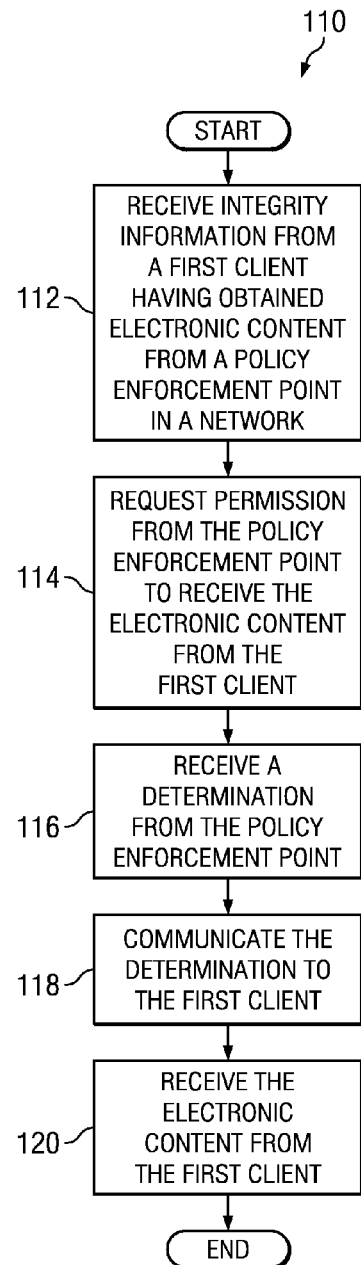 110
START
RECEIVE INTEGRITY
INFORMATION FROM
A FIRST CLIENT
HAVING OBTAINED
ELECTRONIC CONTENT
FROM A POLICY
ENFORCEMENT POINT
IN A NETWORK
112
REQUEST PERMISSION
FROM THE POLICY
ENFORCEMENT POINT
TO RECEIVE THE
ELECTRONIC CONTENT
FROM THE
FIRST CLIENT
114
RECEIVE A
DETERMINATION
FROM THE POLICY
ENFORCEMENT POINT
116
COMMUNICATE THE
DETERMINATION TO
THE FIRST CLIENT
118
RECEIVE THE
ELECTRONIC
CONTENT FROM
THE FIRST CLIENT
120
END